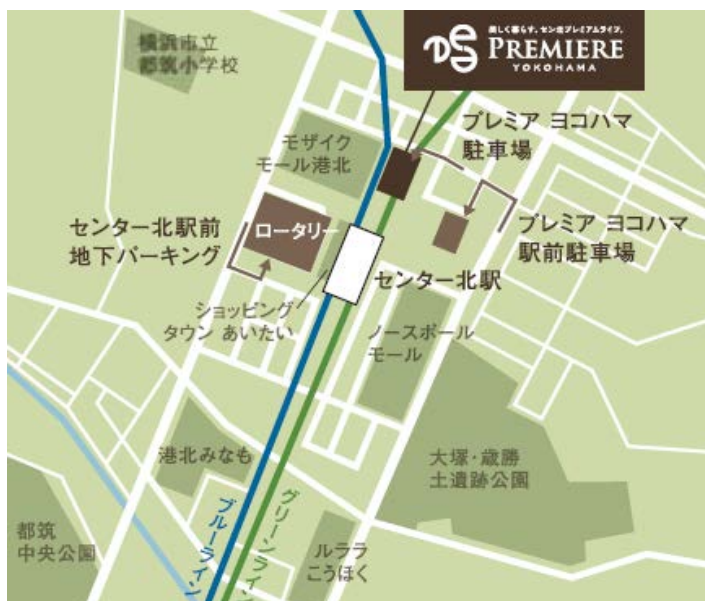 美しく暮らす。セン北プレミアムライフ。
PREMIERE
YOKOHAMA
横浜市立
都筑小学校
モザイク
モール港北
プレミア ヨコハマ
駐車場
センター北駅前
地下パーキング
ロータリー
プレミア ヨコハマ
駅前駐車場
センター北駅
ショッピング
タウン あいたい
ノースポール
モール
港北みなも
大塚・歳勝
土遺跡公園
都筑
中央公園
ブルーライン
グリーンライン
ルララ
こうほく